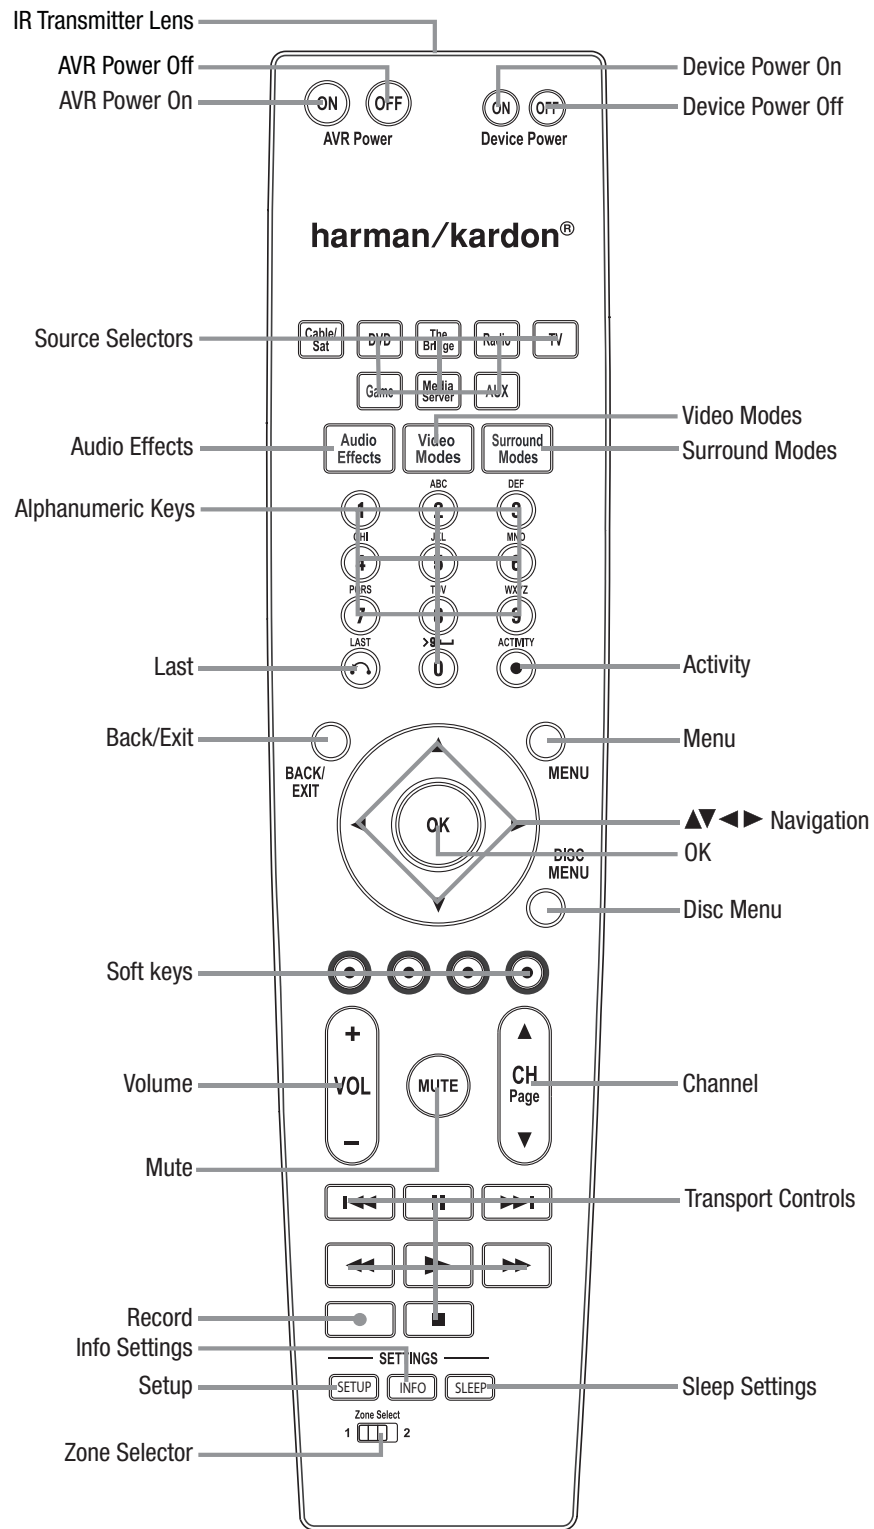 IR Transmitter Lens
AVR Power Off
AVR Power On
Device Power On
Device Power Off
ON OFF ON OFF
AVR Power Device Power
harman/kardon®
Source Selectors
Cable/
Sat
DVD
The
Bridge
Radio
TV
Game
Media
Server
AUX
Video Modes
Audio Effects
Audio
Effects
Video
Modes
Surround
Modes
Surround Modes
ABC DEF
Alphanumeric Keys
1 2 3
GHI JKL MNO
4 5 6
PQRS TUV WXYZ
7 8 9
LAST ACTIVITY
Last
0
Activity
Back/Exit
Menu
BACK/
EXIT
MENU
OK
▲▼◄► Navigation
OK
DISC
MENU
Disc Menu
Soft keys
+
Volume
VOL
–
MUTE
CH
Page
Channel
Mute
Transport Controls
Record
Info Settings
SETTINGS
Setup
SETUP INFO SLEEP
Sleep Settings
Zone Select
1 2
Zone Selector